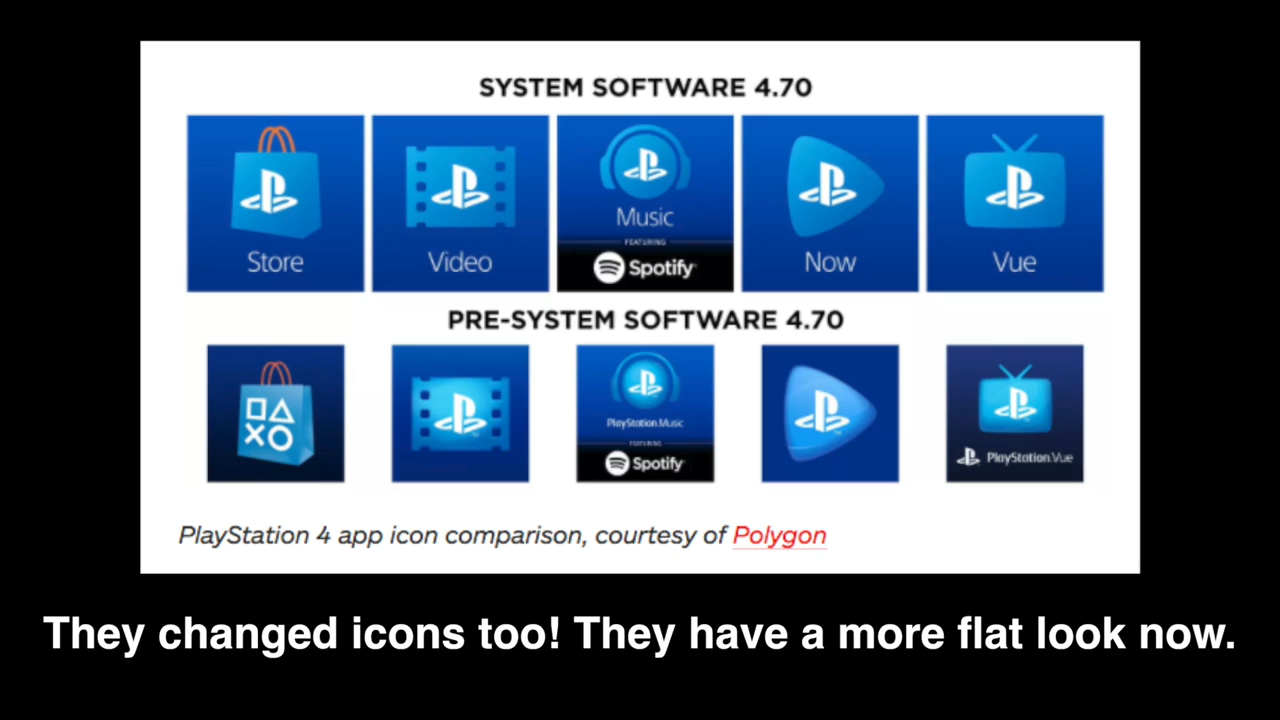 SYSTEM SOFTWARE 4.70
Store
Video
Music
FEATURING
Spotify
Now
Vue
PRE-SYSTEM SOFTWARE 4.70
PlayStation.Music
FEATURING
Spotify
PlayStation.Vue
PlayStation 4 app icon comparison, courtesy of Polygon
They changed icons too! They have a more flat look now.